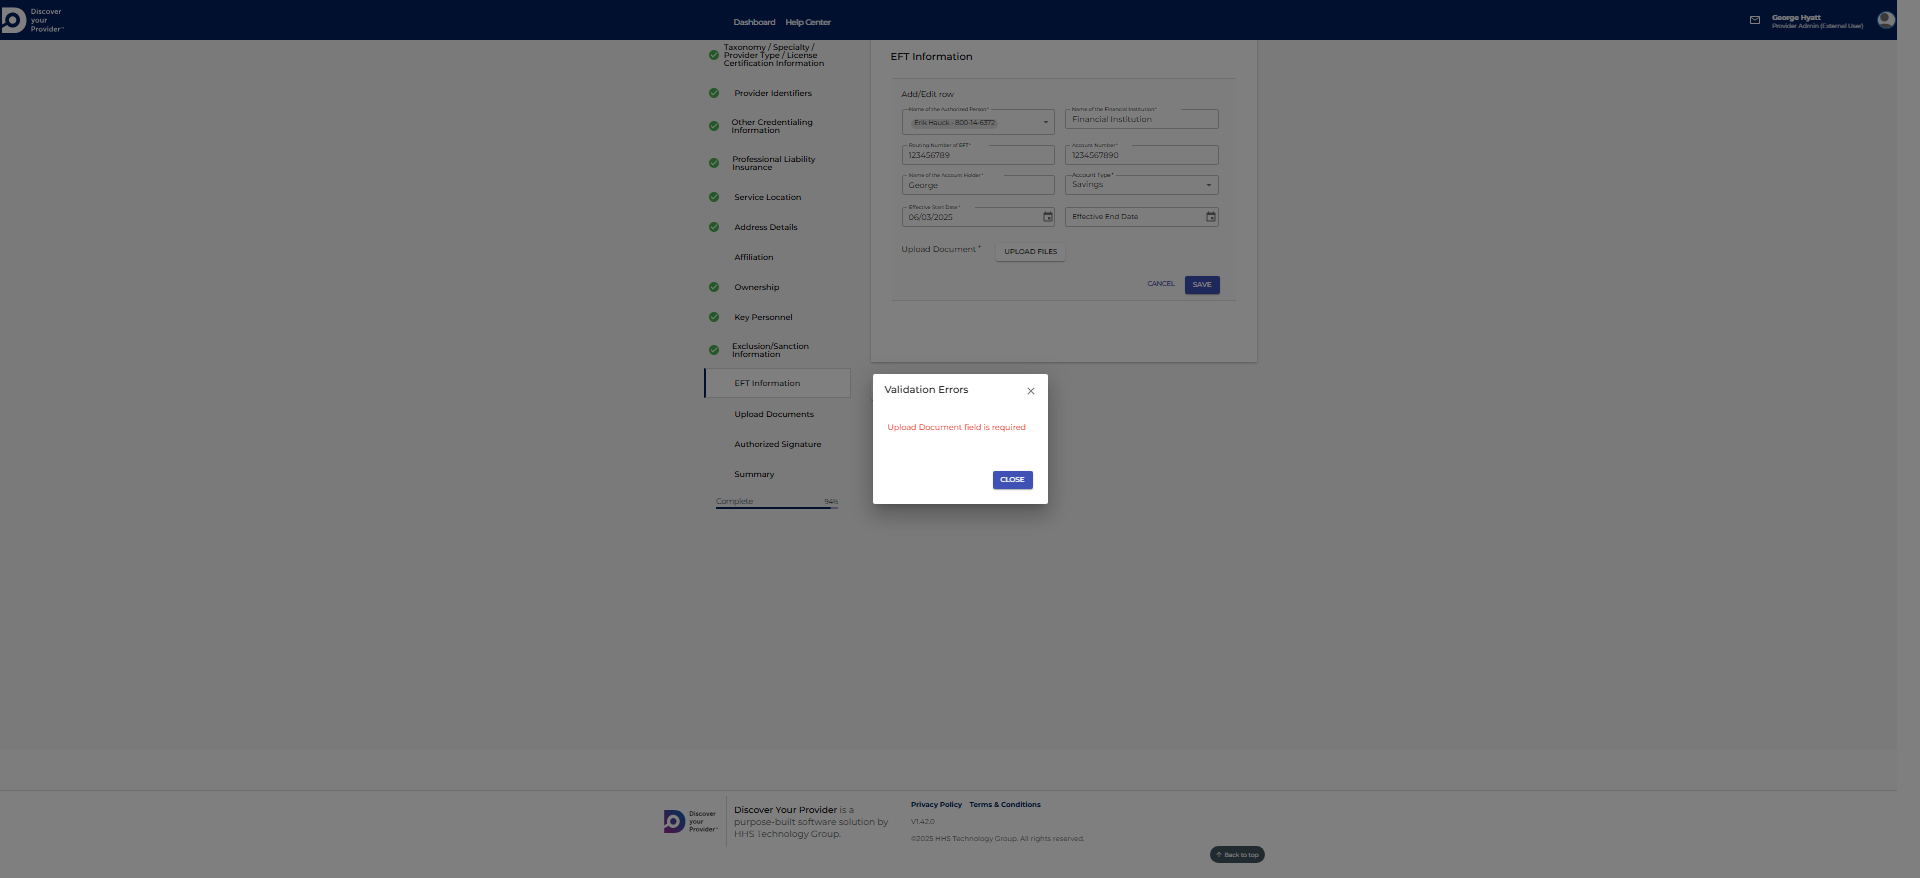 Discover
your
Provider™
Dashboard
Help Center
George Hyatt
Provider Admin (External User)
Taxonomy / Specialty /
Provider Type / License
Certification Information
Provider Identifiers
Other Credentialing
Information
Professional Liability
Insurance
Service Location
Address Details
Affiliation
Ownership
Key Personnel
Exclusion/Sanction
Information
EFT Information
Upload Documents
Authorized Signature
Summary
Complete 94%
EFT Information
Add/Edit row
Name of the Authorized Person*
Erik Hauck - 800-14-6372
Name of the Financial Institution*
Financial Institution
Routing Number of EFT*
123456789
Account Number*
1234567890
Name of the Account Holder*
George
Account Type*
Savings
Effective Start Date*
06/03/2025
Effective End Date
Upload Document *
UPLOAD FILES
CANCEL
SAVE
Validation Errors
Upload Document field is required
CLOSE
Discover
your
Provider™
Discover Your Provider is a
purpose-built software solution by
HHS Technology Group.
Privacy Policy Terms & Conditions
V1.42.0
©2025 HHS Technology Group. All rights reserved.
Back to top